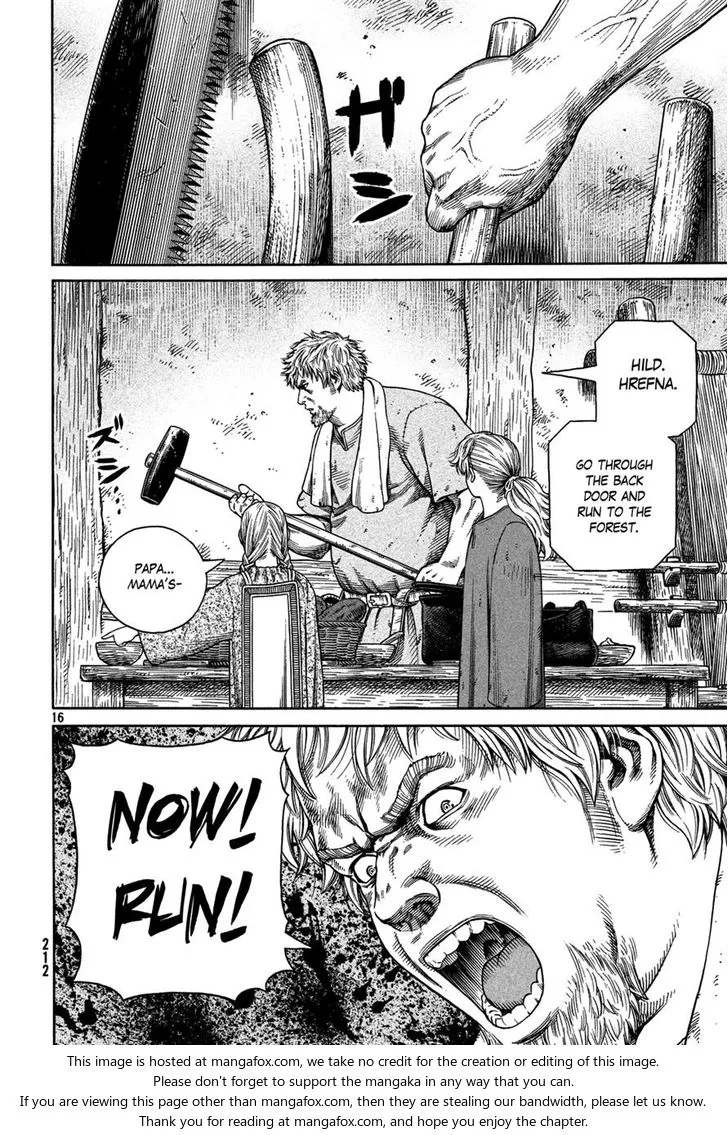 ガシ
HILD.
HREFNA.
GO THROUGH
THE BACK
DOOR AND
RUN TO THE
FOREST.
ズッ
PAPA...
MAMA'S-
16
NOW!
RUN!
212
This image is hosted at mangafox.com, we take no credit for the creation or editing of this image.
Please don't forget to support the mangaka in any way that you can.
If you are viewing this page other than mangafox.com, then they are stealing our bandwidth, please let us know.
Thank you for reading at mangafox.com, and hope you enjoy the chapter.